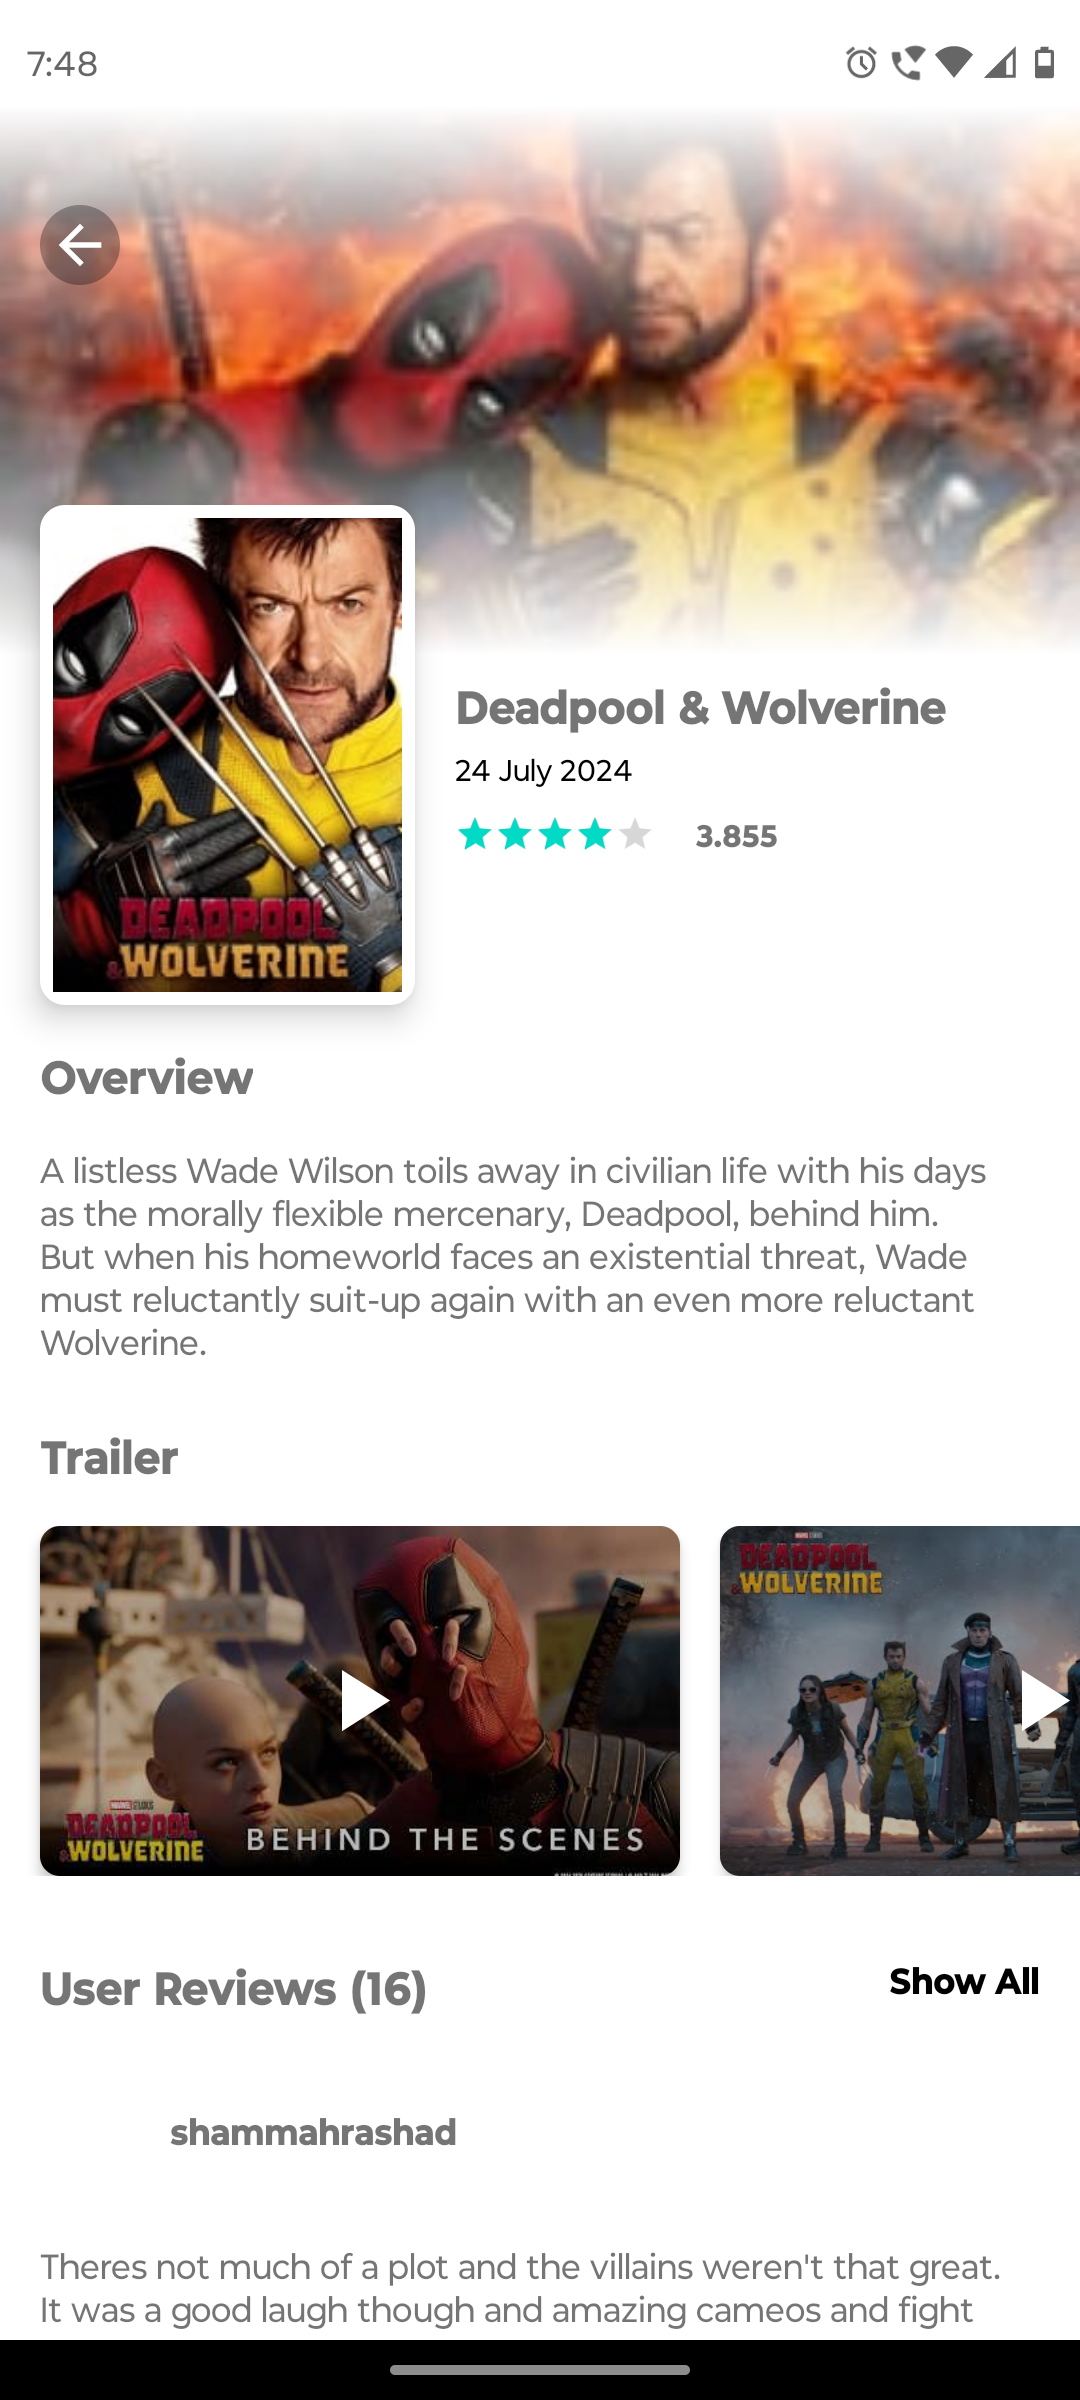 7:48
DEADPOOL
& WOLVERINE
Deadpool & Wolverine
24 July 2024
3.855
Overview
A listless Wade Wilson toils away in civilian life with his days
as the morally flexible mercenary, Deadpool, behind him.
But when his homeworld faces an existential threat, Wade
must reluctantly suit-up again with an even more reluctant
Wolverine.
Trailer
DEADPOOL
& WOLVERINE
BEHIND THE SCENES
DEADPOOL
& WOLVERINE
User Reviews (16)
Show All
shammahrashad
Theres not much of a plot and the villains weren't that great.
It was a good laugh though and amazing cameos and fight